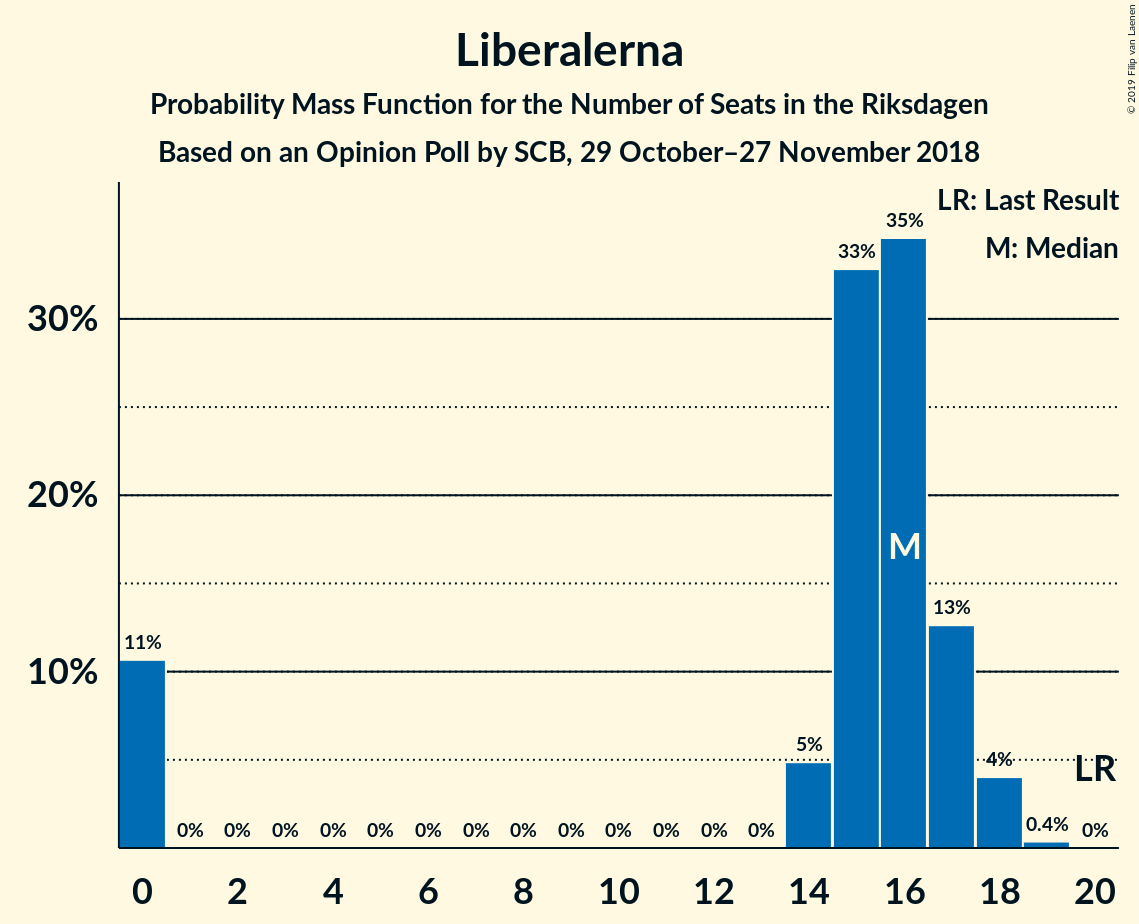 Liberalerna
Probability Mass Function for the Number of Seats in the Riksdagen
Based on an Opinion Poll by SCB, 29 October–27 November 2018
© 2019 Filip van Laenen
LR: Last Result
M: Median
30%
20%
10%
11%
0%
0%
0%
0%
0%
0%
0%
0%
0%
0%
0%
0%
0%
5%
33%
35%
M
13%
4%
0.4%
LR
0%
0 2 4 6 8 10 12 14 16 18 20